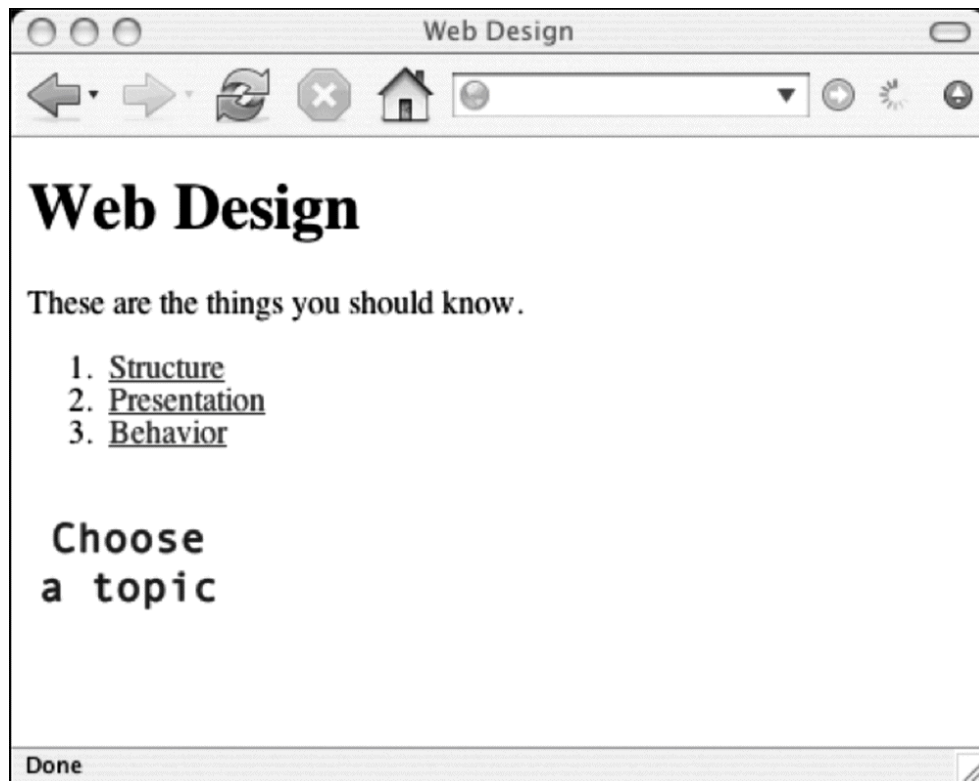 Web Design
Web Design
These are the things you should know.
1. Structure
2. Presentation
3. Behavior
Choose
a topic
Done